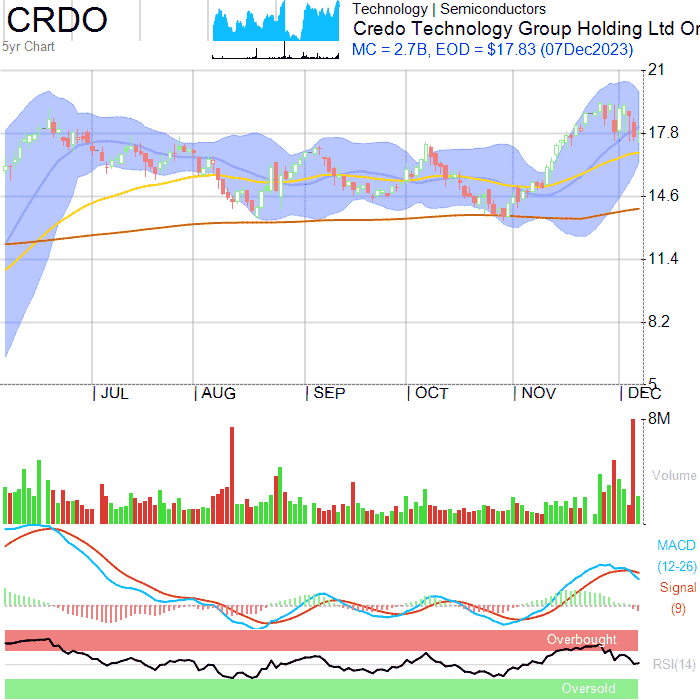 CRDO
Technology | Semiconductors
Credo Technology Group Holding Ltd Or
5yr Chart
MC = 2.7B, EOD = $17.83 (07Dec2023)
21
17.8
14.6
11.4
8.2
5
JUL AUG SEP OCT NOV DEC
8M
Volume
MACD
(12-26)
Signal
(9)
Overbought
RSI(14)
Oversold